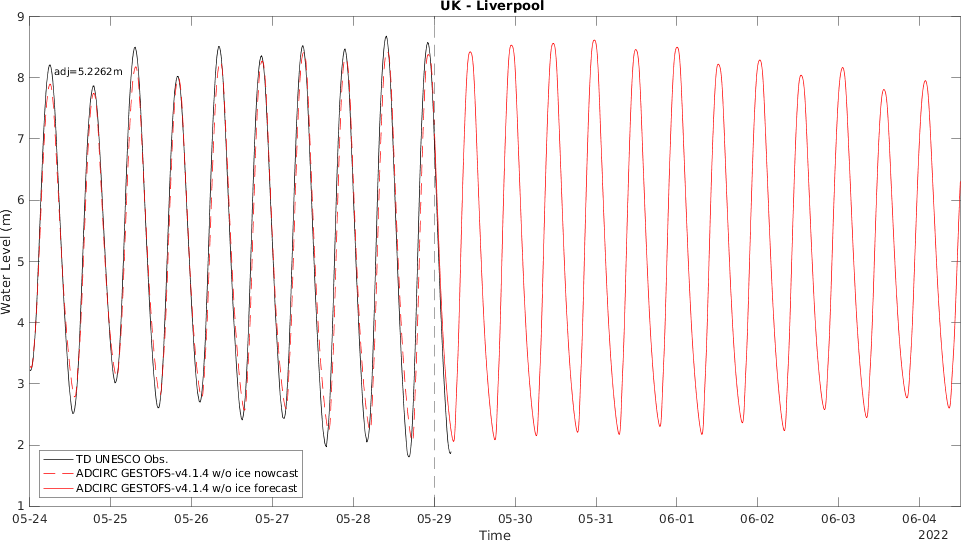 UK - Liverpool
9
8
7
6
5
4
3
2
1
Water Level (m)
adj=5.2262m
TD UNESCO Obs.
ADCIRC GESTOFS-v4.1.4 w/o ice nowcast
ADCIRC GESTOFS-v4.1.4 w/o ice forecast
05-24 05-25 05-26 05-27 05-28 05-29 05-30 05-31 06-01 06-02 06-03 06-04
Time
2022